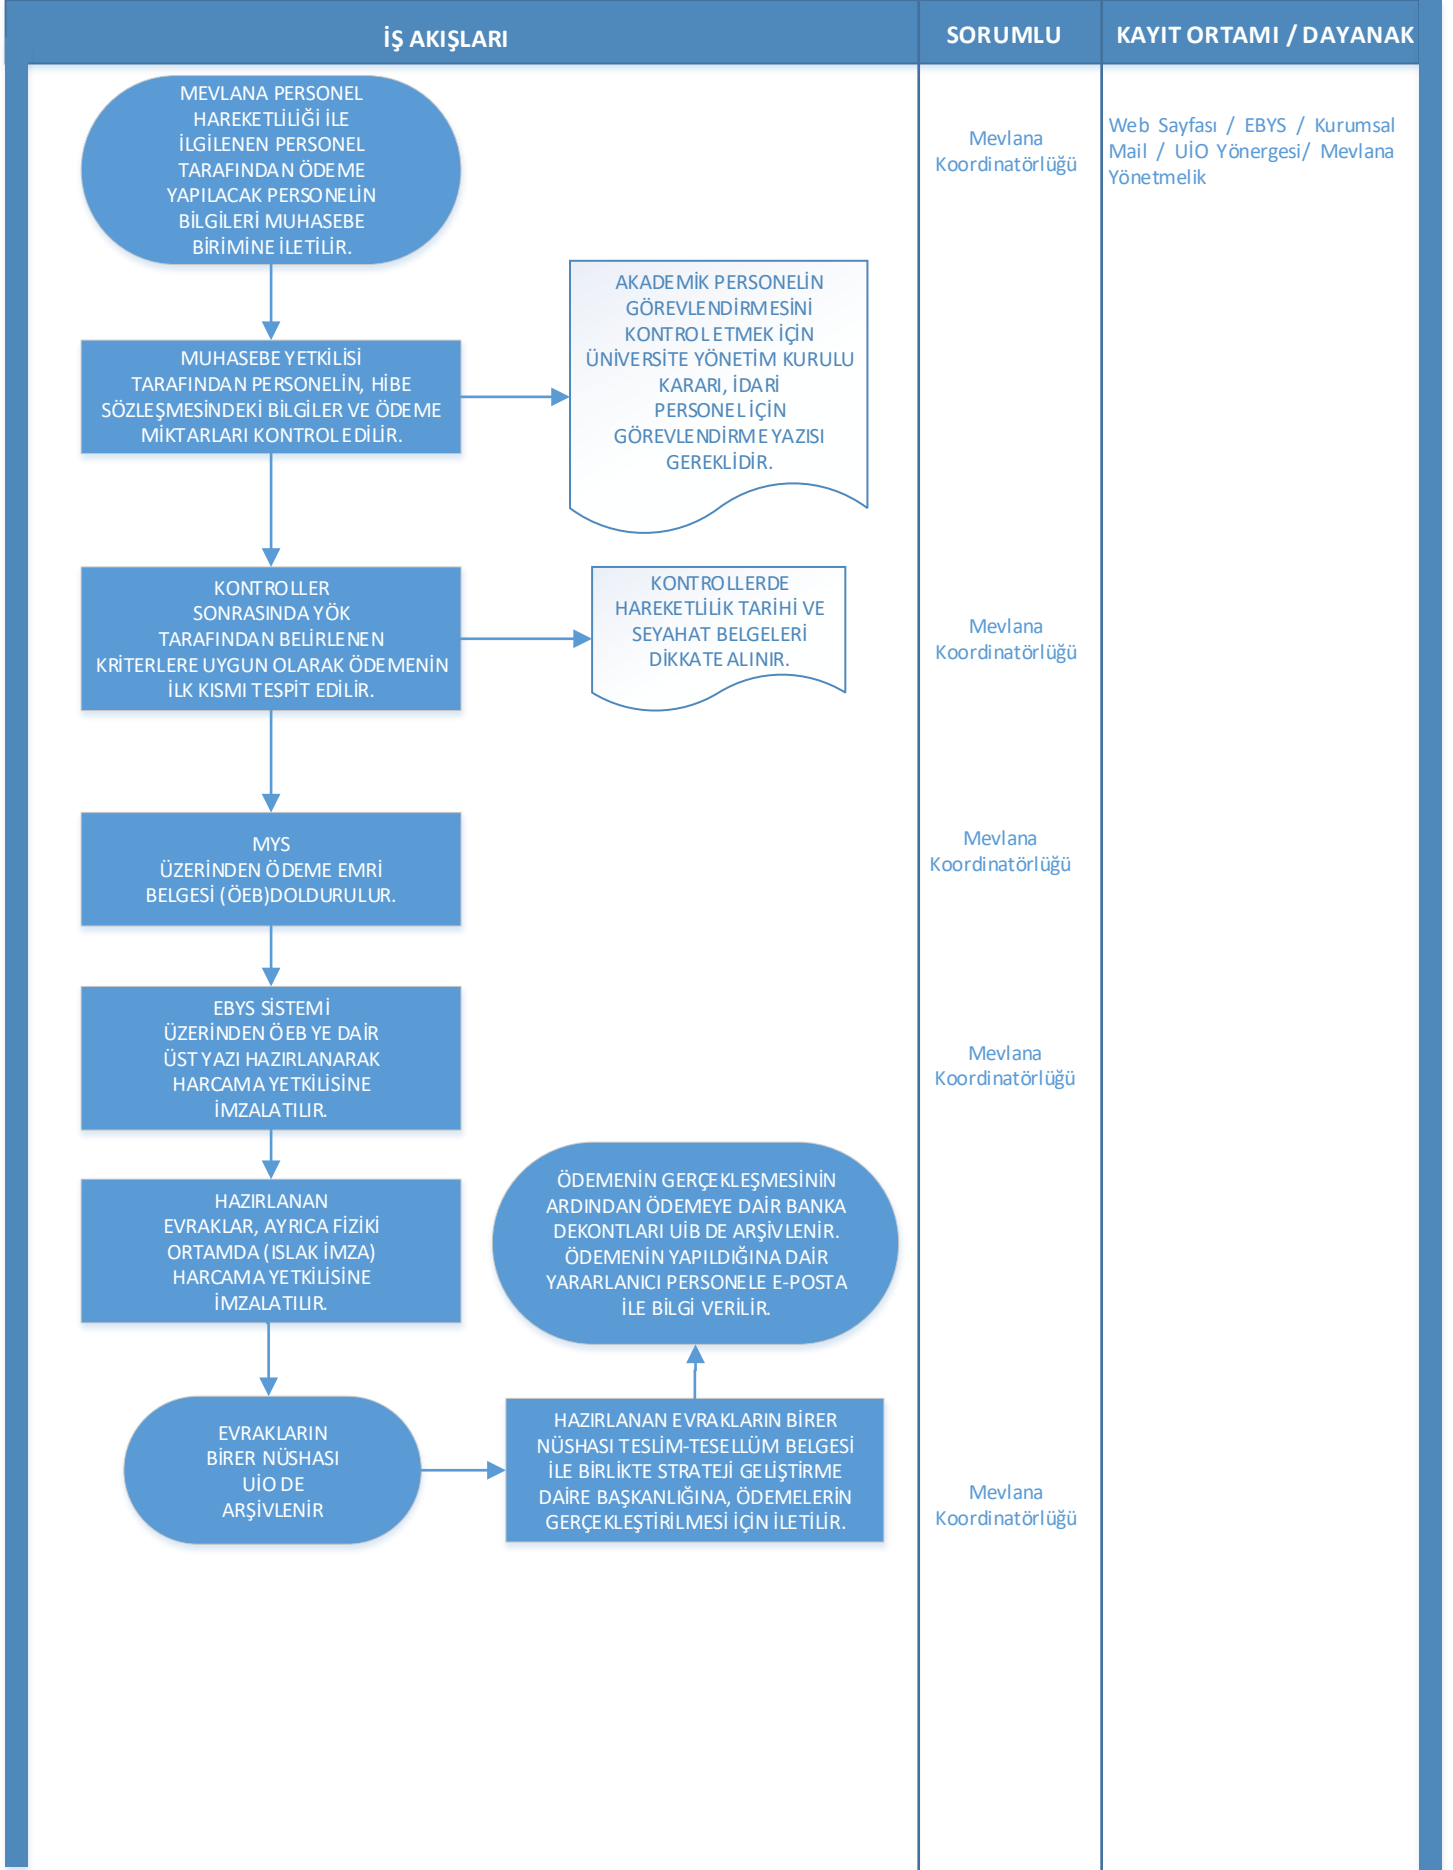 İŞ AKIŞLARI
SORUMLU
KAYIT ORTAMI / DAYANAK
MEVLANA PERSONEL
HAREKETLİLİĞİ İLE
İLGİLENEN PERSONEL
TARAFINDAN ÖDEME
YAPILACAK PERSONELİN
BİLGİLERİ MUHASEBE
BİRİMİNE İLETİLİR.
Mevlana
Koordinatörlüğü
Web Sayfası / EBYS / Kurumsal
Mail / UİO Yönergesi/ Mevlana
Yönetmelik
MUHASEBE YETKİLİSİ
TARAFINDAN PERSONELİN, HİBE
SÖZLEŞMESİNDEKİ BİLGİLER VE ÖDEME
MİKTARLARI KONTROL EDİLİR.
AKADEMİK PERSONELİN
GÖREVLENDİRMESİNİ
KONTROL ETMEK İÇİN
ÜNİVERSİTE YÖNETİM KURULU
KARARI, İDARİ
PERSONEL İÇİN
GÖREVLENDİRME YAZISI
GEREKLİDİR.
KONTROLLER
SONRASINDA YÖK
TARAFINDAN BELİRLENEN
KRİTERLERE UYGUN OLARAK ÖDEMENİN
İLK KISMI TESPİT EDİLİR.
KONTROLLERDE
HAREKETLİLİK TARİHİ VE
SEYAHAT BELGELERİ
DİKKATE ALINIR.
Mevlana
Koordinatörlüğü
MYS
ÜZERİNDEN ÖDEME EMRİ
BELGESİ (ÖEB)DOLDURULUR.
Mevlana
Koordinatörlüğü
EBYS SİSTEMİ
ÜZERİNDEN ÖEB YE DAİR
ÜST YAZI HAZIRLANARAK
HARCAMA YETKİLİSİNE
İMZALATILIR.
Mevlana
Koordinatörlüğü
HAZIRLANAN
EVRAKLAR, AYRICA FİZİKİ
ORTAMDA (ISLAK İMZA)
HARCAMA YETKİLİSİNE
İMZALATILIR.
ÖDEMENİN GERÇEKLEŞMESİNİN
ARDINDAN ÖDEMEYE DAİR BANKA
DEKONTLARI UİB DE ARŞİVLENİR.
ÖDEMENİN YAPILDIĞINA DAİR
YARARLANICI PERSONELE E-POSTA
İLE BİLGİ VERİLİR.
EVRAKLARIN
BİRER NÜSHASI
UİO DE
ARŞİVLENİR
HAZIRLANAN EVRAKLARIN BİRER
NÜSHASI TESLİM-TESELLÜM BELGESİ
İLE BİRLİKTE STRATEJİ GELİŞTİRME
DAİRE BAŞKANLIĞINA, ÖDEMELERİN
GERÇEKLEŞTİRİLMESİ İÇİN İLETİLİR.
Mevlana
Koordinatörlüğü